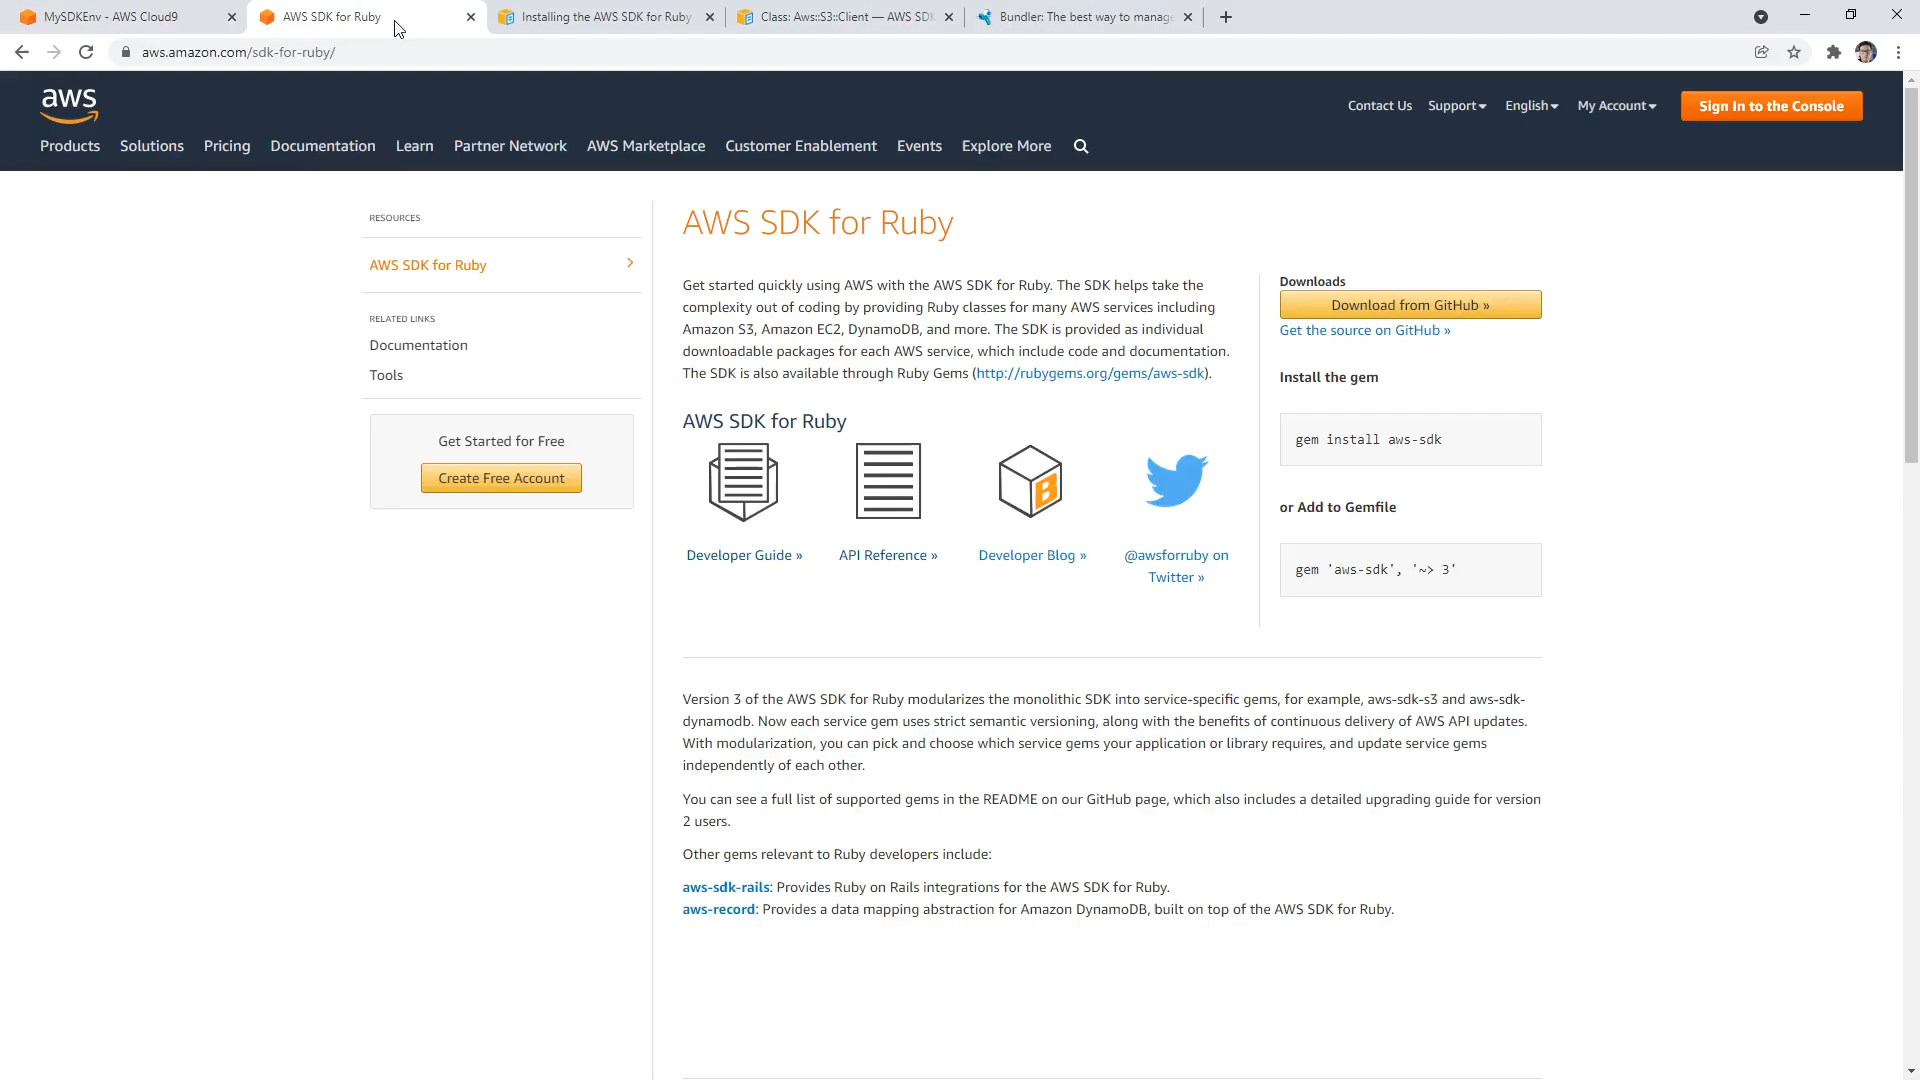 MySDKEnv - AWS Cloud9
AWS SDK for Ruby
Installing the AWS SDK for Ruby
Class: Aws::S3::Client — AWS SDK
Bundler: The best way to manage
aws.amazon.com/sdk-for-ruby/
aws
Contact Us
Support
English
My Account
Sign In to the Console
Products
Solutions
Pricing
Documentation
Learn
Partner Network
AWS Marketplace
Customer Enablement
Events
Explore More
RESOURCES
AWS SDK for Ruby
RELATED LINKS
Documentation
Tools
Get Started for Free
Create Free Account
AWS SDK for Ruby
Get started quickly using AWS with the AWS SDK for Ruby. The SDK helps take the
complexity out of coding by providing Ruby classes for many AWS services including
Amazon S3, Amazon EC2, DynamoDB, and more. The SDK is provided as individual
downloadable packages for each AWS service, which include code and documentation.
The SDK is also available through Ruby Gems (http://rubygems.org/gems/aws-sdk).
AWS SDK for Ruby
B
Developer Guide »
API Reference »
Developer Blog »
@awsforruby on
Twitter »
Downloads
Download from GitHub »
Get the source on GitHub »
Install the gem
gem install aws-sdk
or Add to Gemfile
gem 'aws-sdk', '~> 3'
Version 3 of the AWS SDK for Ruby modularizes the monolithic SDK into service-specific gems, for example, aws-sdk-s3 and aws-sdk-
dynamodb. Now each service gem uses strict semantic versioning, along with the benefits of continuous delivery of AWS API updates.
With modularization, you can pick and choose which service gems your application or library requires, and update service gems
independently of each other.
You can see a full list of supported gems in the README on our GitHub page, which also includes a detailed upgrading guide for version
2 users.
Other gems relevant to Ruby developers include:
aws-sdk-rails: Provides Ruby on Rails integrations for the AWS SDK for Ruby.
aws-record: Provides a data mapping abstraction for Amazon DynamoDB, built on top of the AWS SDK for Ruby.